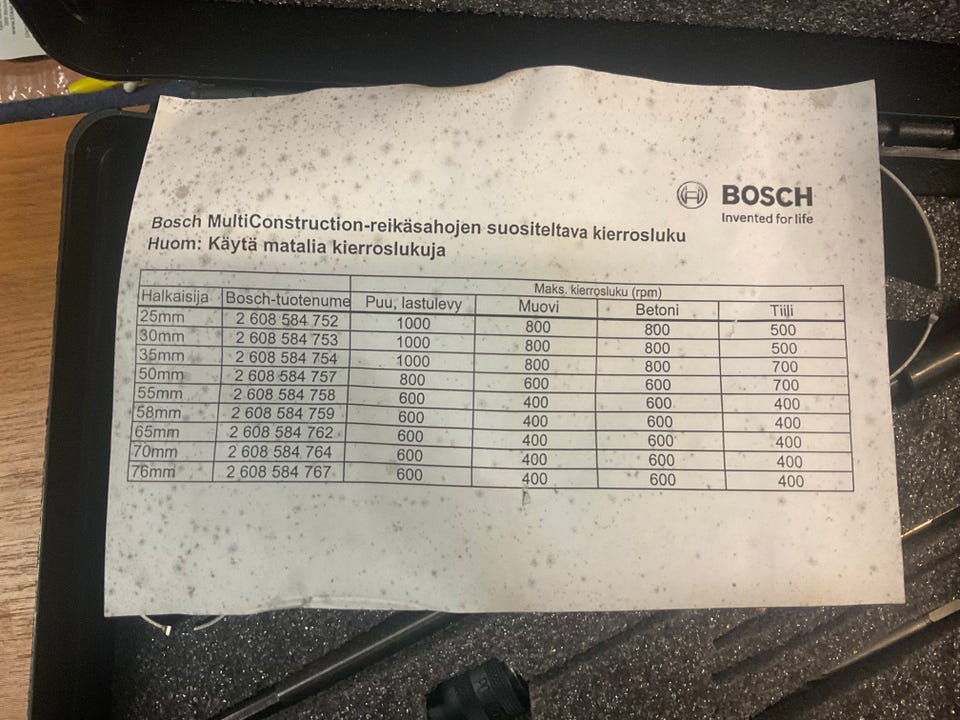 BOSCH
Invented for life
Bosch MultiConstruction-reikäsahojen suositeltava kierrosluku
Huom: Käytä matalia kierroslukuja
Maks. kierrosluku (rpm)
Halkaisija Bosch-tuotenume Puu, lastulevy Muovi Betoni Tiili
25mm 2 608 584 752 1000 800 800 500
30mm 2 608 584 753 1000 800 800 500
35mm 2 608 584 754 1000 800 800 700
50mm 2 608 584 757 800 600 600 700
55mm 2 608 584 758 600 400 600 400
58mm 2 608 584 759 600 400 600 400
65mm 2 608 584 762 600 400 600 400
70mm 2 608 584 764 600 400 600 400
76mm 2 608 584 767 600 400 600 400